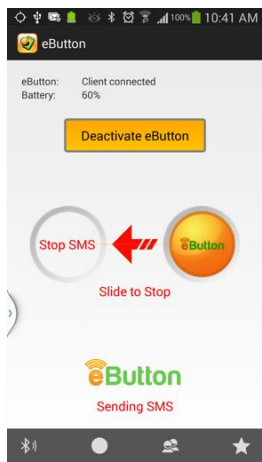 100% 10:41 AM
eButton
eButton: Client connected
Battery: 60%
Deactivate eButton
Stop SMS eButton
Slide to Stop
eButton
Sending SMS